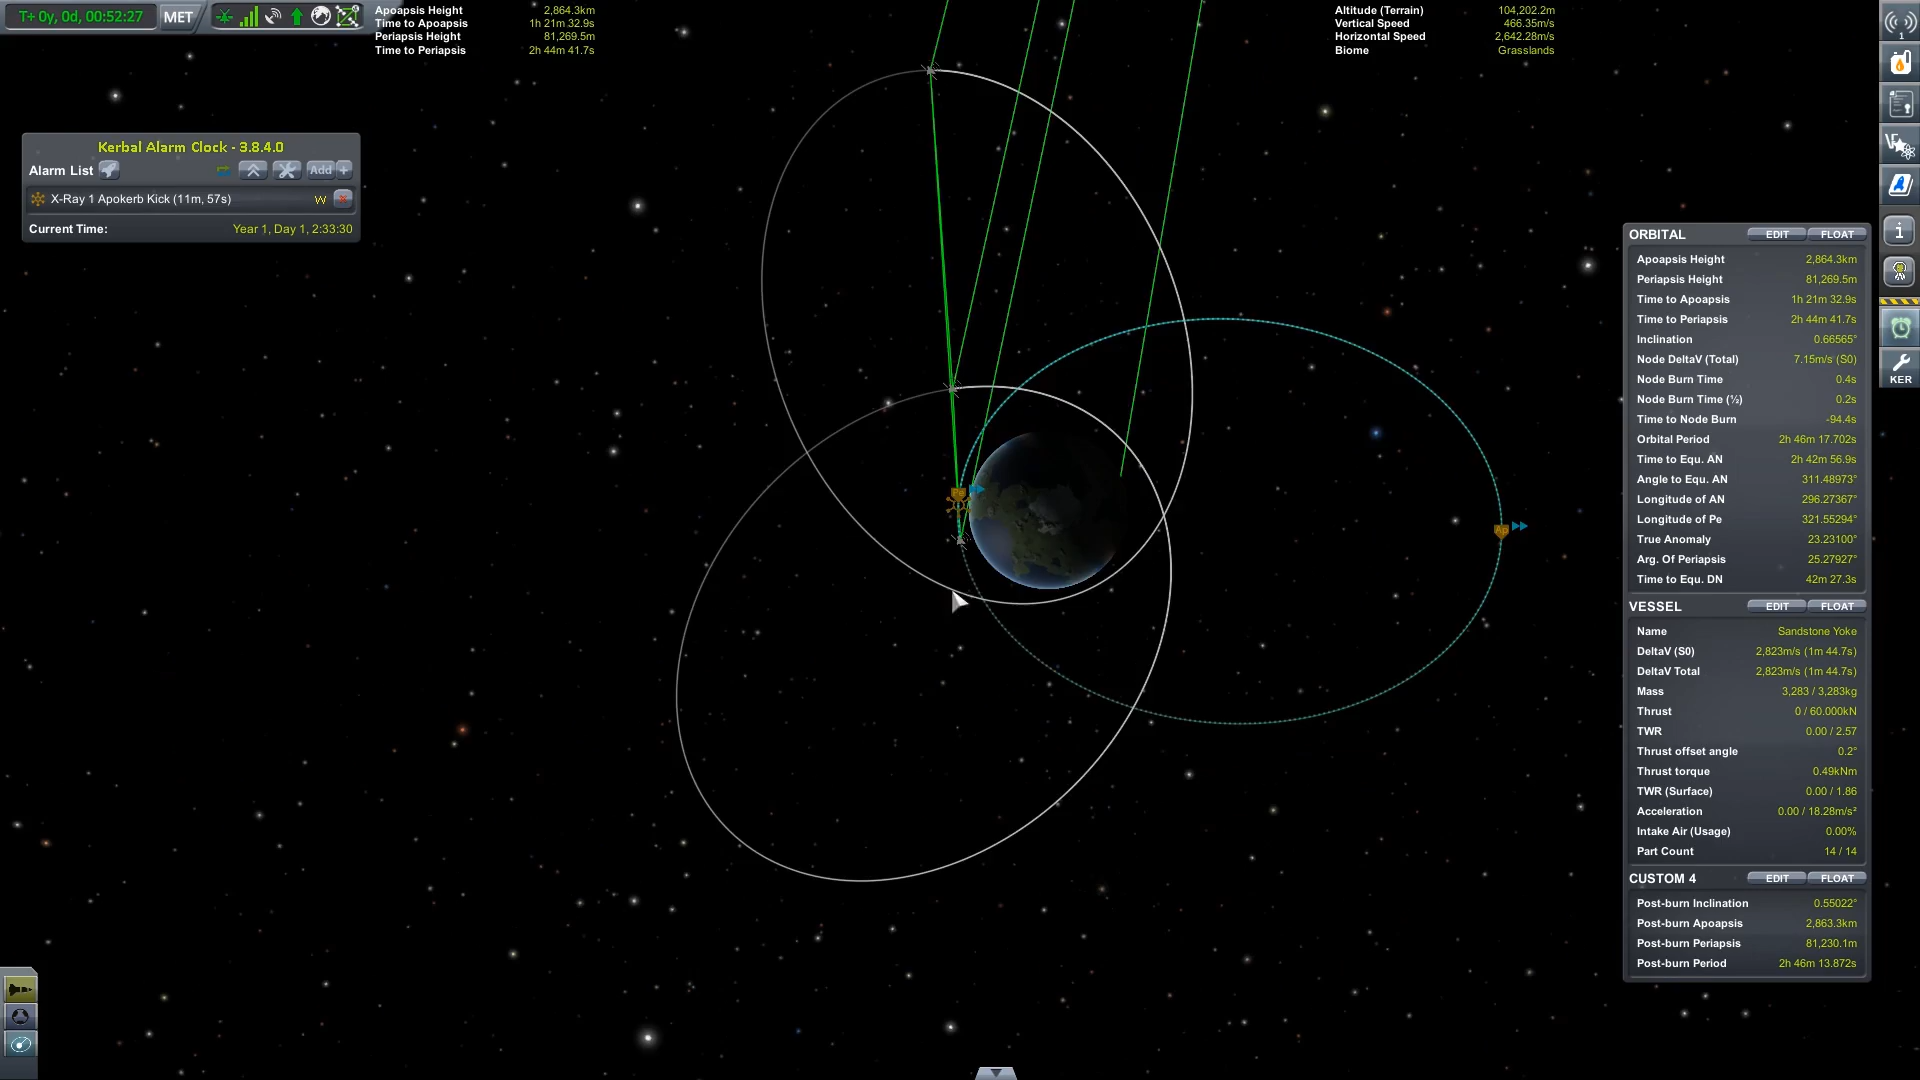 T+ 0y, 0d, 00:52:27
MET
Apoapsis Height 2,864.3km
Time to Apoapsis 1h 21m 32.9s
Periapsis Height 81,269.5m
Time to Periapsis 2h 44m 41.7s
Altitude (Terrain) 104,202.2m
Vertical Speed 466.35m/s
Horizontal Speed 2,642.28m/s
Biome Grasslands
1
Kerbal Alarm Clock - 3.8.4.0
Alarm List Add +
X-Ray 1 Apokerb Kick (11m, 57s) W X
Current Time: Year 1, Day 1, 2:33:30
Pe
Ap
KER
ORBITAL EDIT FLOAT
Apoapsis Height 2,864.3km
Periapsis Height 81,269.5m
Time to Apoapsis 1h 21m 32.9s
Time to Periapsis 2h 44m 41.7s
Inclination 0.66565°
Node DeltaV (Total) 7.15m/s (S0)
Node Burn Time 0.4s
Node Burn Time (½) 0.2s
Time to Node Burn -94.4s
Orbital Period 2h 46m 17.702s
Time to Equ. AN 2h 42m 56.9s
Angle to Equ. AN 311.48973°
Longitude of AN 296.27367°
Longitude of Pe 321.55294°
True Anomaly 23.23100°
Arg. Of Periapsis 25.27927°
Time to Equ. DN 42m 27.3s
VESSEL EDIT FLOAT
Name Sandstone Yoke
DeltaV (S0) 2,823m/s (1m 44.7s)
DeltaV Total 2,823m/s (1m 44.7s)
Mass 3,283 / 3,283kg
Thrust 0 / 60.000kN
TWR 0.00 / 2.57
Thrust offset angle 0.2°
Thrust torque 0.49kNm
TWR (Surface) 0.00 / 1.86
Acceleration 0.00 / 18.28m/s²
Intake Air (Usage) 0.00%
Part Count 14 / 14
CUSTOM 4 EDIT FLOAT
Post-burn Inclination 0.55022°
Post-burn Apoapsis 2,863.3km
Post-burn Periapsis 81,230.1m
Post-burn Period 2h 46m 13.872s